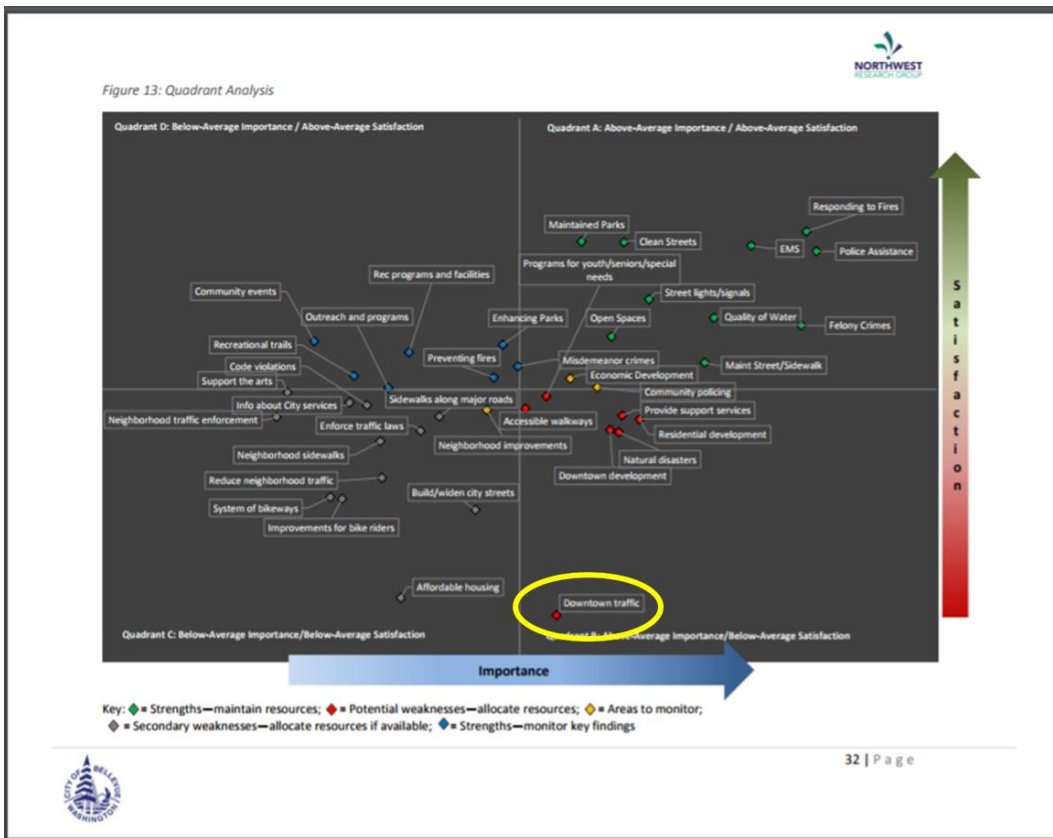 NORTHWEST
RESEARCH GROUP
Figure 13: Quadrant Analysis
Quadrant D: Below-Average Importance / Above-Average Satisfaction
Quadrant A: Above-Average Importance / Above-Average Satisfaction
Responding to Fires
Maintained Parks
Clean Streets
EMS
Police Assistance
Programs for youth/seniors/special
needs
Rec programs and facilities
Community events
Street lights/signals
Outreach and programs
Enhancing Parks
Open Spaces
Quality of Water
Felony Crimes
Recreational trails
Preventing fires
Misdemeanor crimes
Maint Street/Sidewalk
Code violations
Economic Development
Support the arts
Community policing
Sidewalks along major roads
Info about City services
Provide support services
Neighborhood traffic enforcement
Enforce traffic laws
Accessible walkways
Residential development
Neighborhood improvements
Neighborhood sidewalks
Natural disasters
Downtown development
Reduce neighborhood traffic
Build/widen city streets
System of bikeways
Improvements for bike riders
Affordable housing
Downtown traffic
Quadrant C: Below-Average Importance/Below-Average Satisfaction
Quadrant B: Above-Average Importance/Below-Average Satisfaction
Satisfaction
Importance
Key: ◆= Strengths—maintain resources; ◆ = Potential weaknesses—allocate resources; ◆ = Areas to monitor;
◆ = Secondary weaknesses—allocate resources if available; ◆= Strengths—monitor key findings
32 | Page
CITY OF BELLEVUE
WASHINGTON